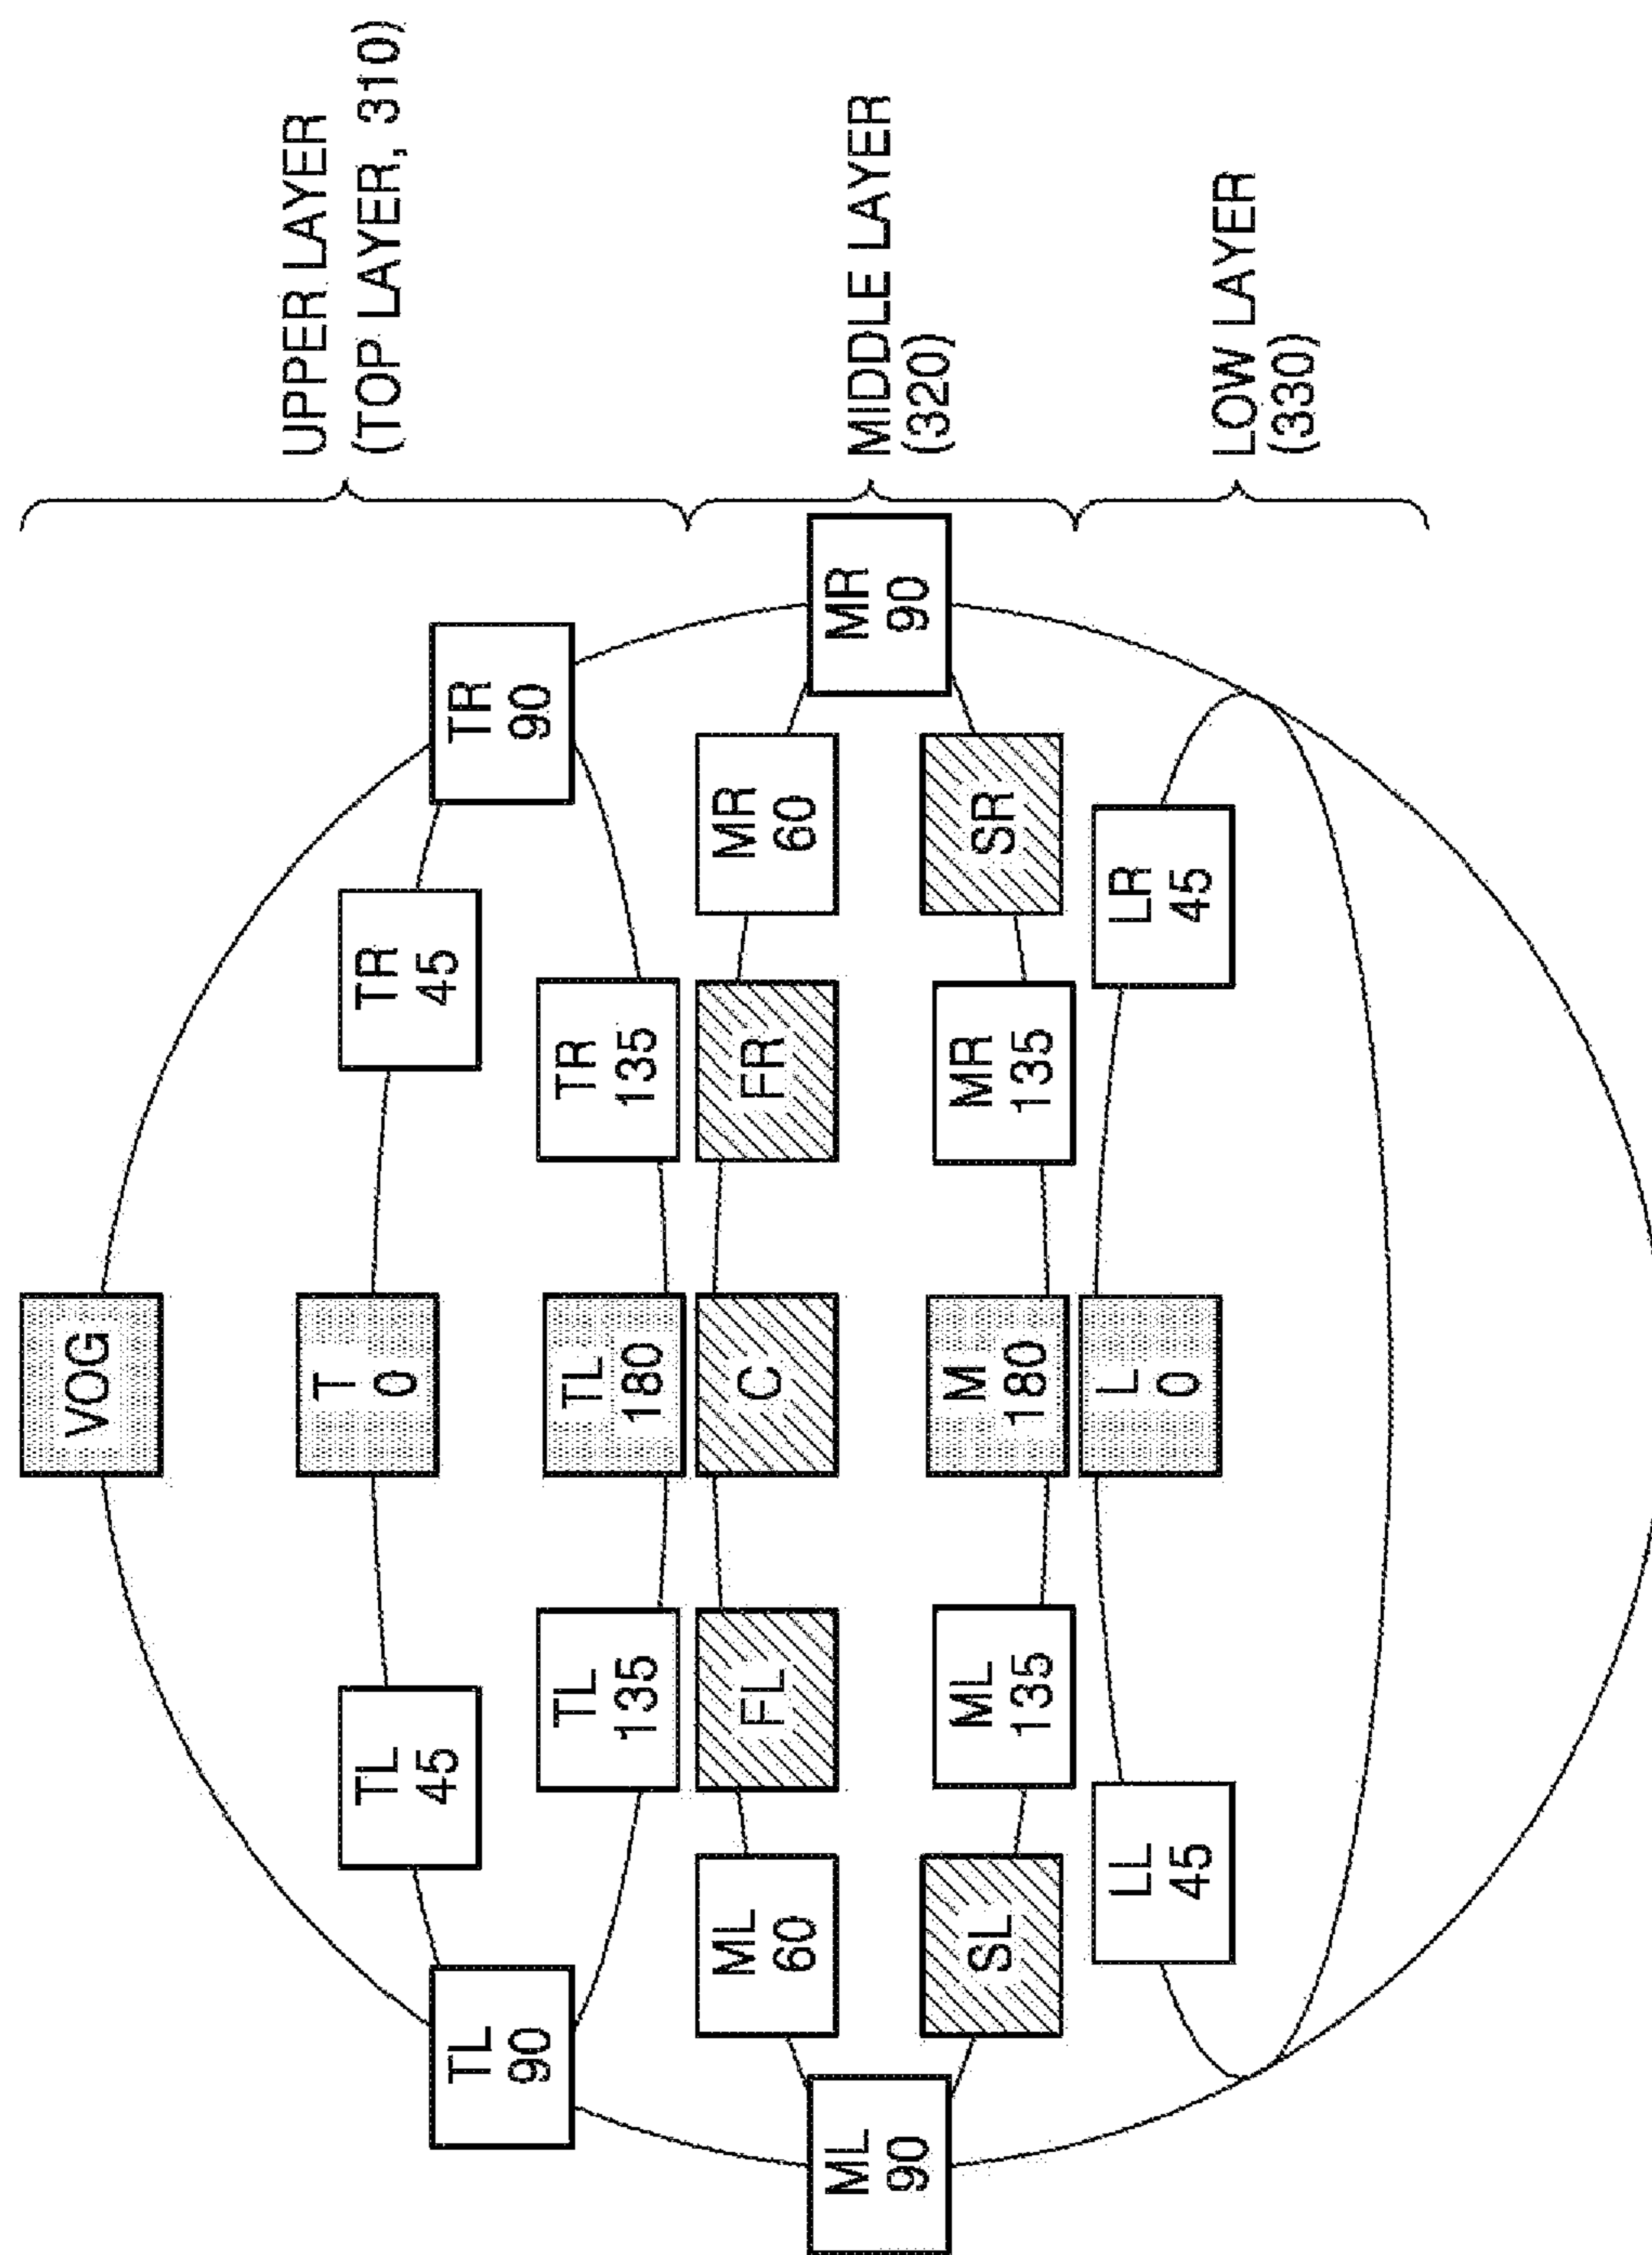 VOG
T
0
TL
45
TR
45
TL
90
TR
90
TL
135
TL
180
TR
135
UPPER LAYER
(TOP LAYER, 310)
ML
60
FL
C
FR
MR
60
ML
90
MR
90
SL
ML
135
M
180
MR
135
SR
MIDDLE LAYER
(320)
LL
45
L
0
LR
45
LOW LAYER
(330)